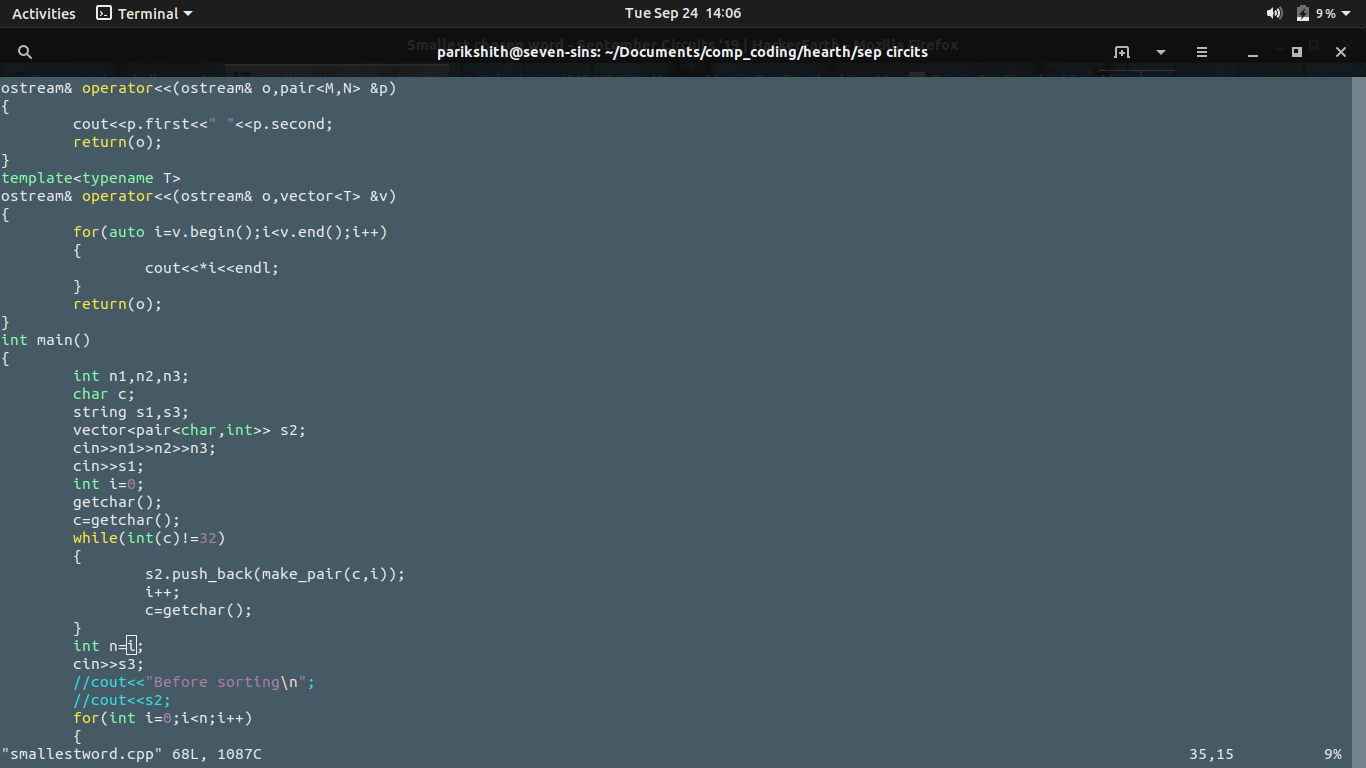 Activities Terminal Tue Sep 24 14:06 9%
parikshith@seven-sins: ~/Documents/comp_coding/hearth/sep circits
ostream& operator<<(ostream& o,pair<M,N> &p)
{
        cout<<p.first<<" "<<p.second;
        return(o);
}
template<typename T>
ostream& operator<<(ostream& o,vector<T> &v)
{
        for(auto i=v.begin();i<v.end();i++)
        {
                cout<<*i<<endl;
        }
        return(o);
}
int main()
{
        int n1,n2,n3;
        char c;
        string s1,s3;
        vector<pair<char,int>> s2;
        cin>>n1>>n2>>n3;
        cin>>s1;
        int i=0;
        getchar();
        c=getchar();
        while(int(c)!=32)
        {
                s2.push_back(make_pair(c,i));
                i++;
                c=getchar();
        }
        int n=i;
        cin>>s3;
        //cout<<"Before sorting\n";
        //cout<<s2;
        for(int i=0;i<n;i++)
        {
"smallestword.cpp" 68L, 1087C 35,15 9%